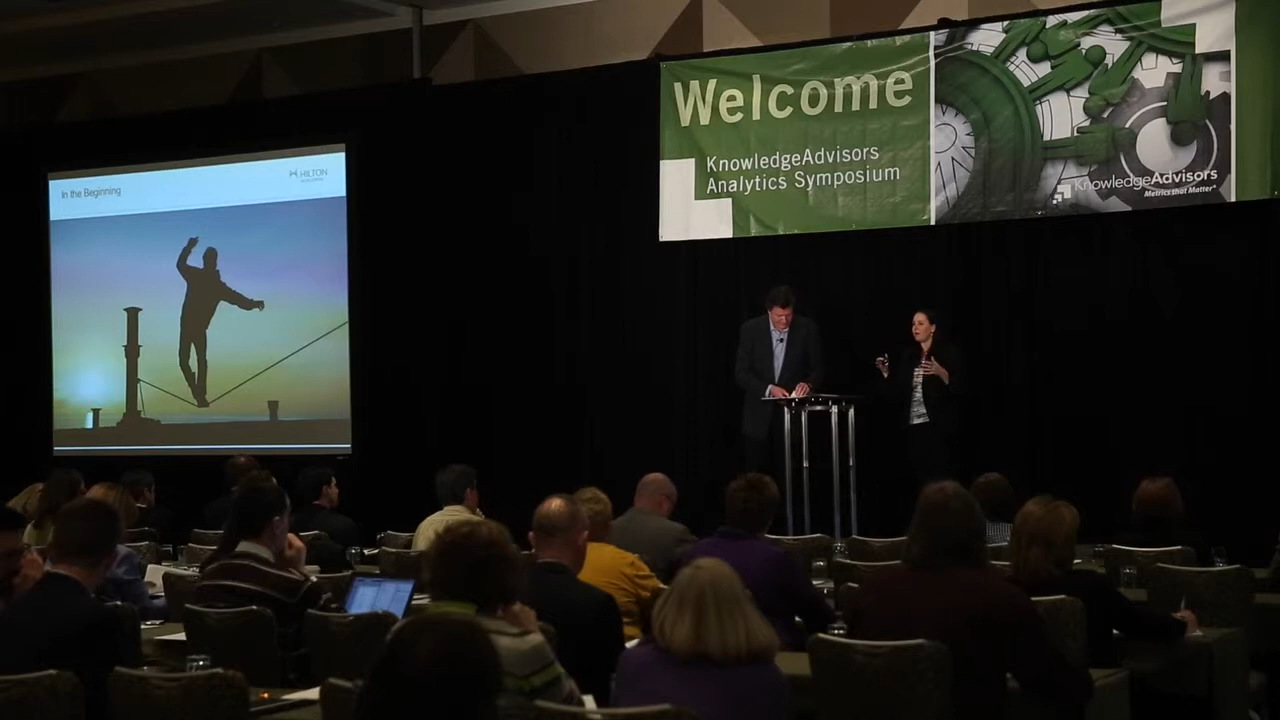 In the Beginning
HILTON
Welcome
KnowledgeAdvisors
Analytics Symposium
KnowledgeAdvisors
Metrics that Matter®